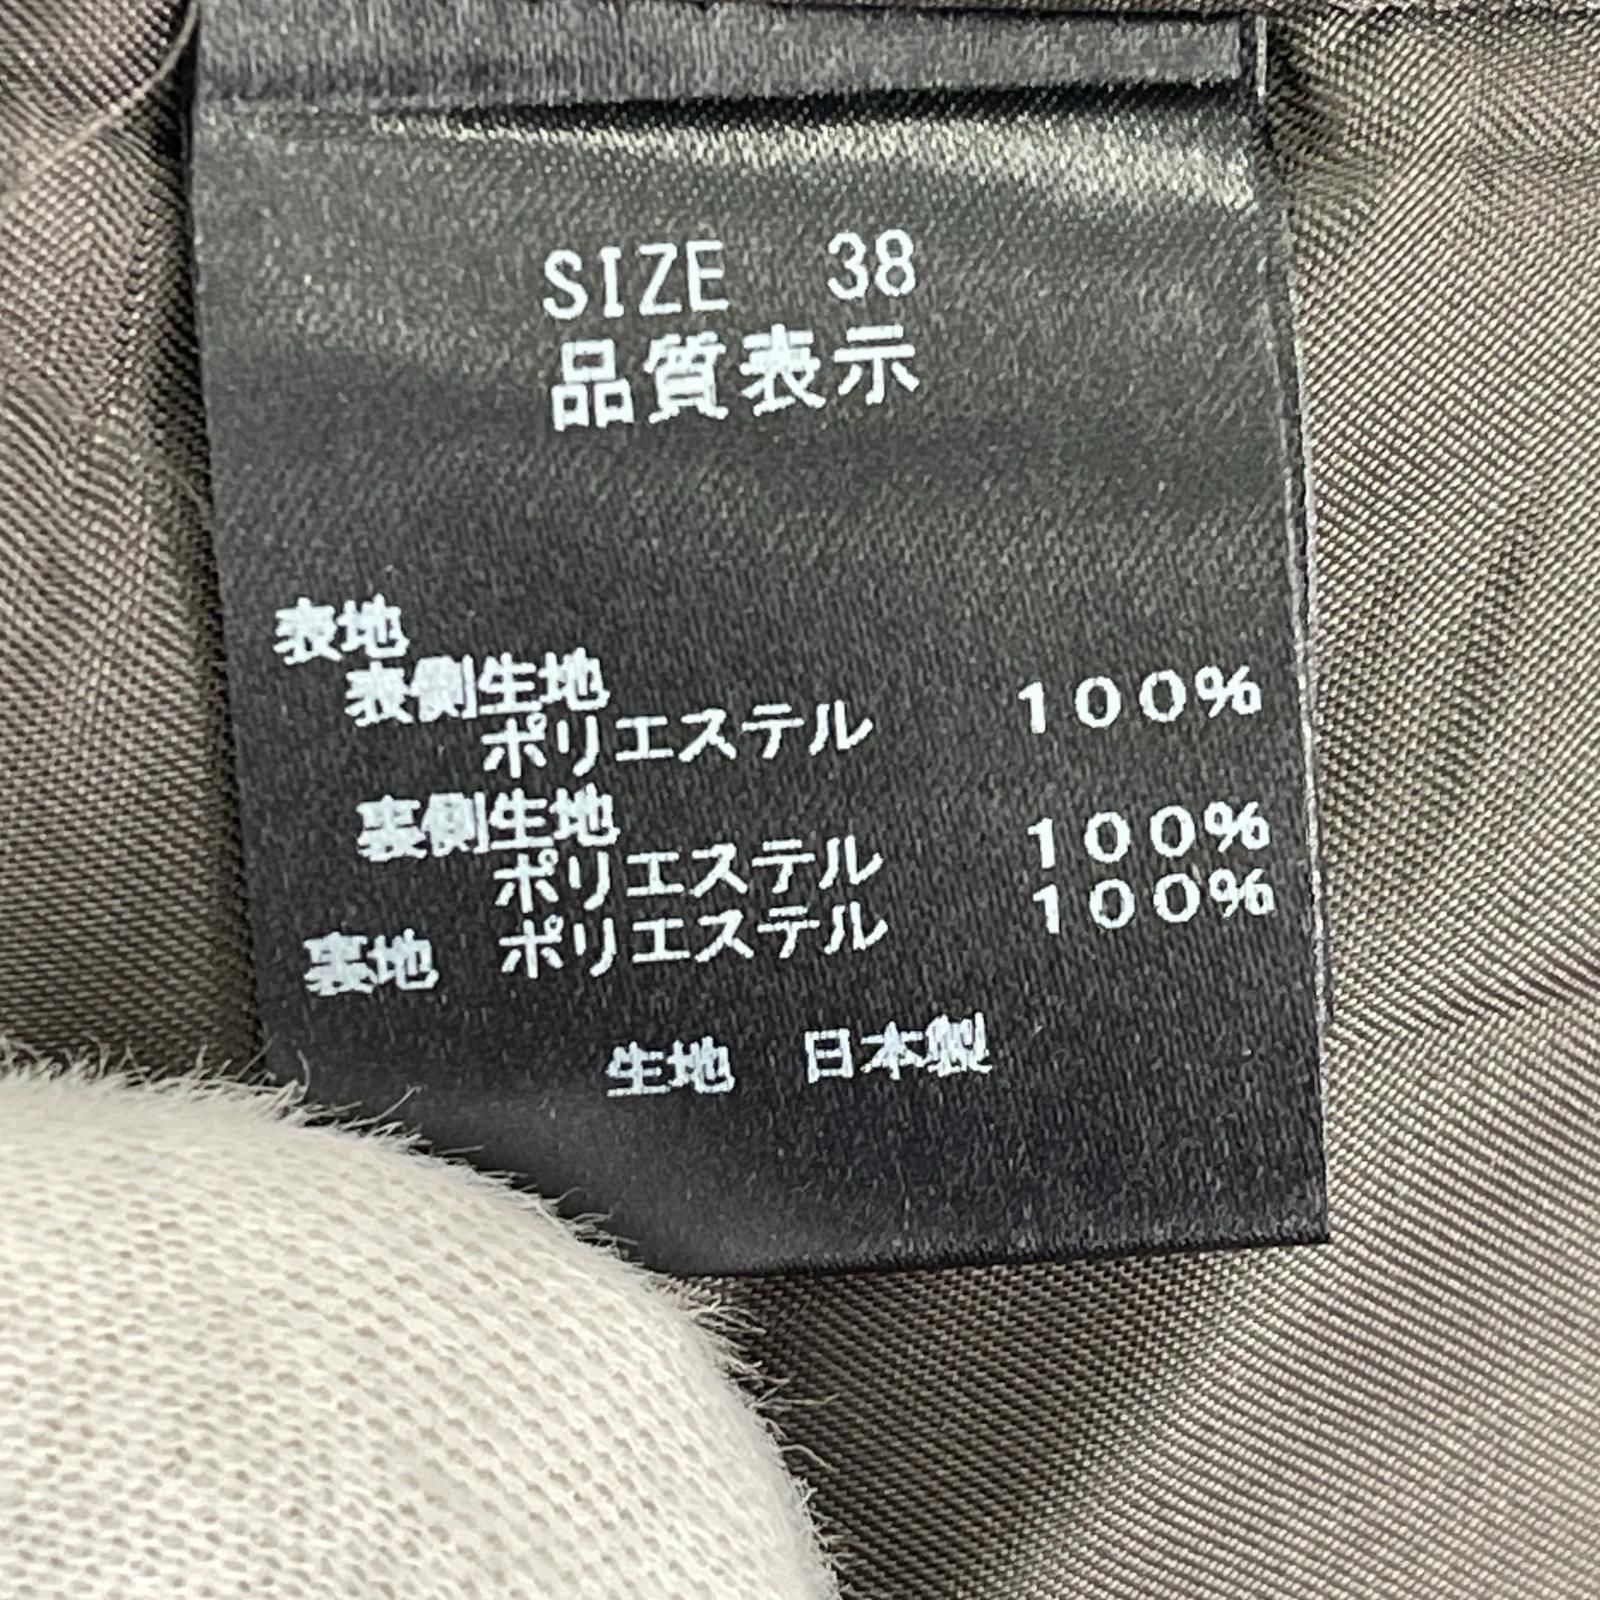 SIZE 38
品質表示
表地
表側生地
ポリエステル 100%
裏側生地
ポリエステル 100%
裏地 ポリエステル 100%
生地 日本製